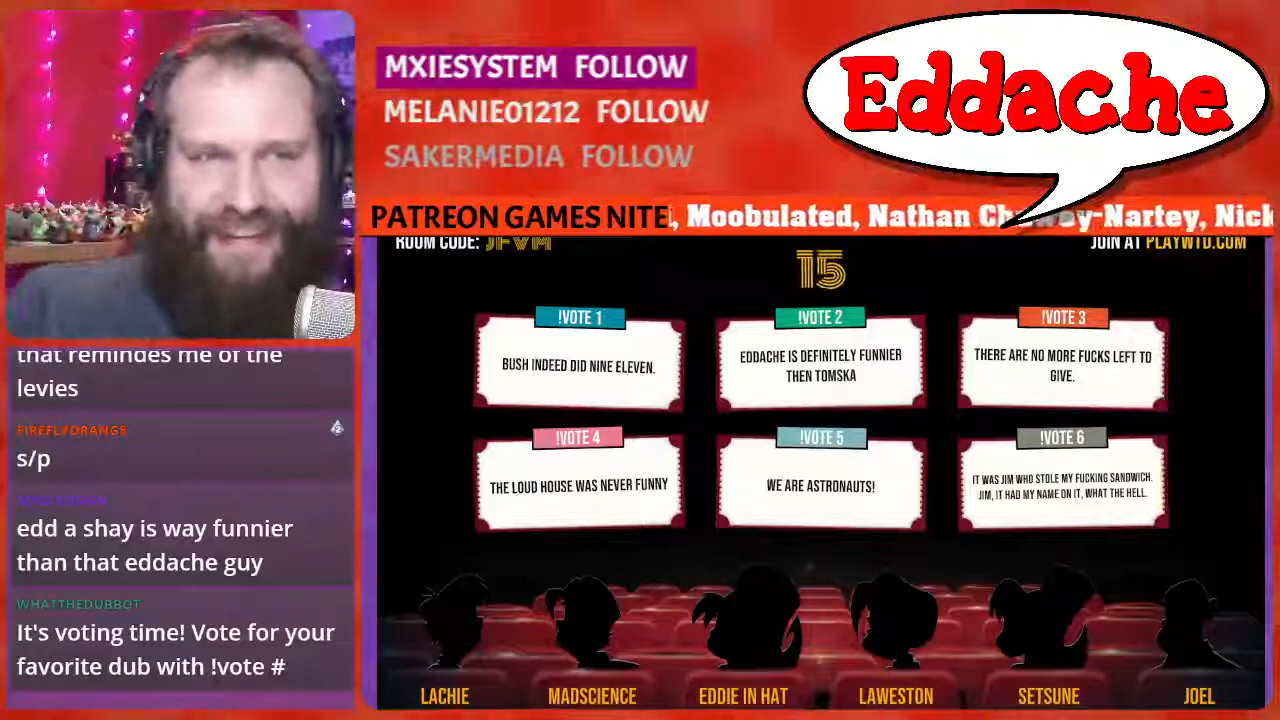 MXIESYSTEM FOLLOW
MELANIE01212 FOLLOW
SAKERMEDIA FOLLOW
Eddache
PATREON GAMES NITE
, Moobulated, Nathan
-Nartey, Nick
ROOM CODE: JFVM
JOIN AT PLAYWTD.COM
15
!VOTE 1
BUSH INDEED DID NINE ELEVEN.
!VOTE 2
EDDACHE IS DEFINITELY FUNNIER
THEN TOMSKA
!VOTE 3
THERE ARE NO MORE FUCKS LEFT TO
GIVE.
!VOTE 4
THE LOUD HOUSE WAS NEVER FUNNY
!VOTE 5
WE ARE ASTRONAUTS!
!VOTE 6
IT WAS JIM WHO STOLE MY FUCKING SANDWICH.
JIM, IT HAD MY NAME ON IT, WHAT THE HELL.
LACHIE
MADSCIENCE
EDDIE IN HAT
LAWESTON
SETSUNE
JOEL
that remindes me of the
levies
FIREFLYORANGE
s/p
edd a shay is way funnier
than that eddache guy
WHATTHEDUBBOT
It's voting time! Vote for your
favorite dub with !vote #